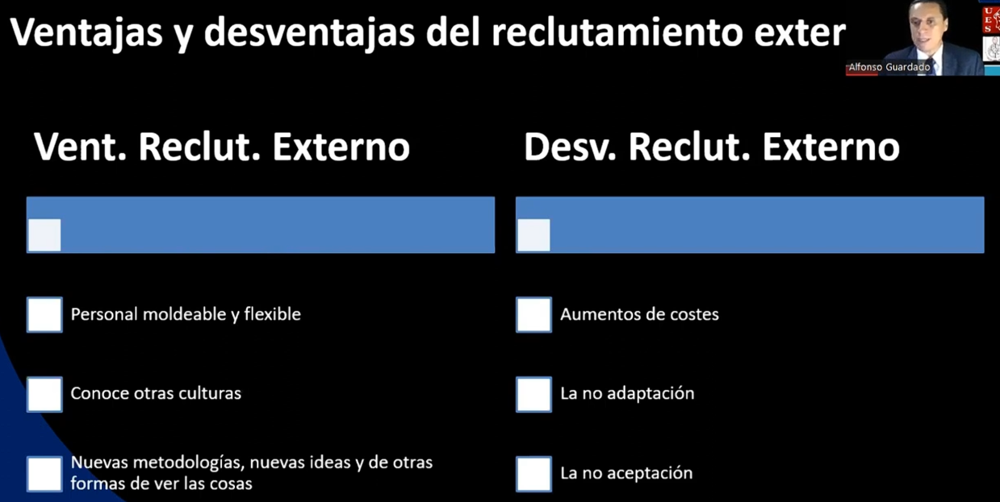 Ventajas y desventajas del reclutamiento exter
Alfonso Guardado
U
E
S
Vent. Reclut. Externo
Personal moldeable y flexible
Conoce otras culturas
Nuevas metodologías, nuevas ideas y de otras
formas de ver las cosas
Desv. Reclut. Externo
Aumentos de costes
La no adaptación
La no aceptación